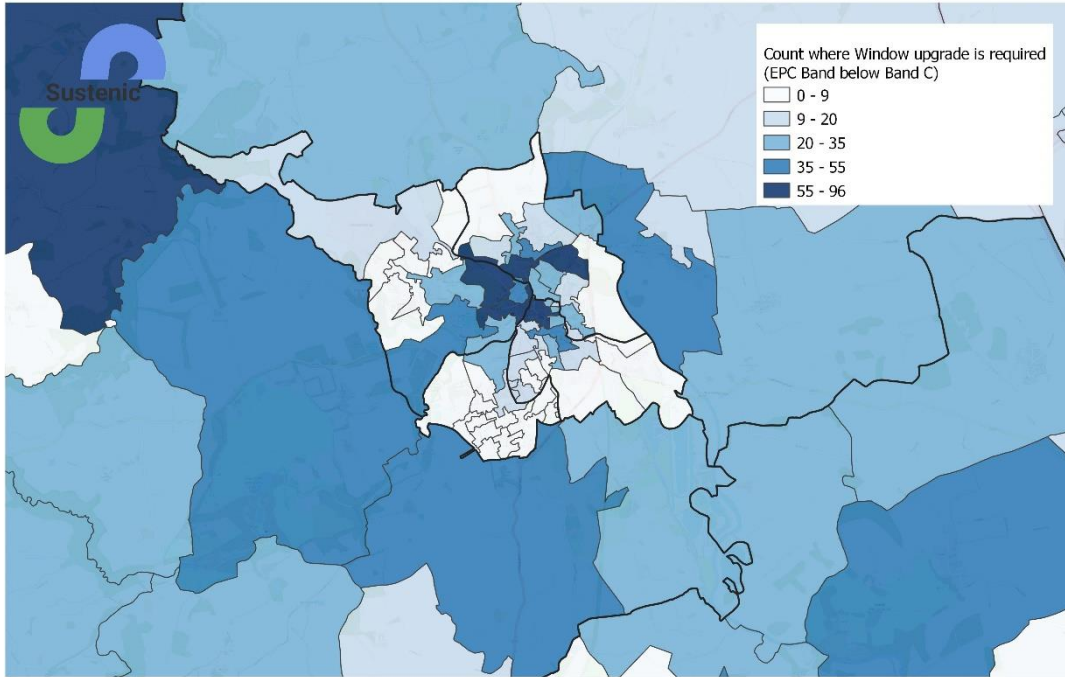 Sustenic
Count where Window upgrade is required
(EPC Band below Band C)
0 - 9
9 - 20
20 - 35
35 - 55
55 - 96